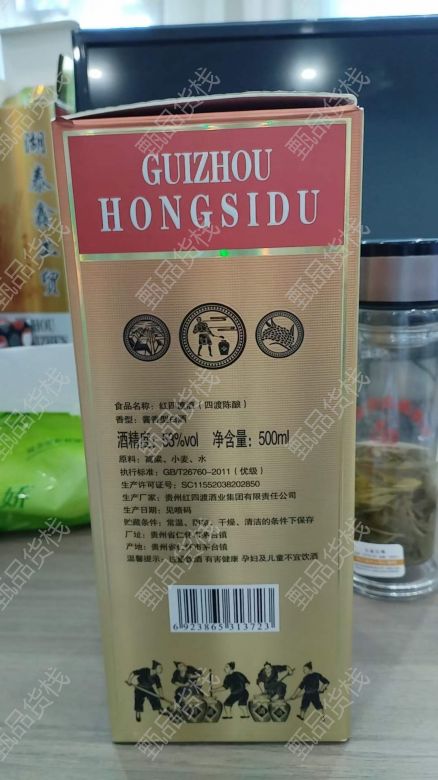 GUIZHOU
HONGSIDU
食品名称：红四渡酒（四渡陈酿）
香型：酱香型白酒
酒精度：53%vol 净含量：500ml
原料：高粱、小麦、水
执行标准：GB/T26760-2011（优级）
生产许可证号：SC11552038202850
生产厂家：贵州红四渡酒业集团有限责任公司
生产日期：见喷码
贮藏条件：常温、防晒、干燥、清洁的条件下保存
厂址：贵州省仁怀市茅台镇
产地：贵州省仁怀市茅台镇
温馨提示：过量饮酒 有害健康 孕妇及儿童不宜饮酒
6923865313723
甄品货栈